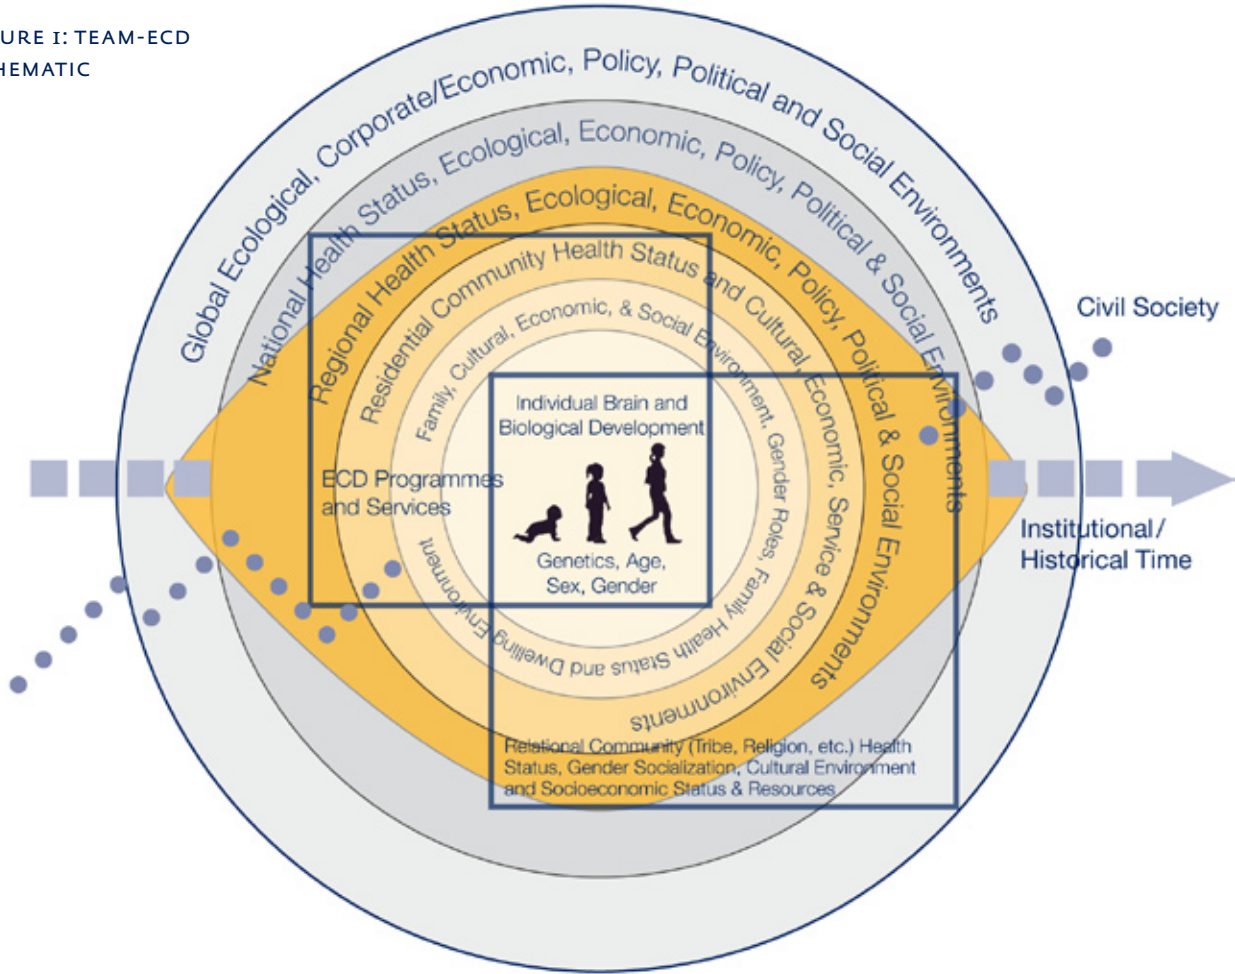 URE I: TEAM-ECD
HEMATIC
Global Ecological, Corporate/Economic, Policy, Political and Social Environments
National Health Status, Ecological, Economic, Policy, Political & Social Environments
Regional Health Status, Ecological, Economic, Policy, Political & Social Environments
Residential Community Health Status and Cultural, Economic, Service & Social Environments
Family, Cultural, Economic, & Social Environment, Gender Roles, Family Health Status and Dwelling Environment
Civil Society
Individual Brain and
Biological Development
ECD Programmes
and Services
Genetics, Age,
Sex, Gender
Institutional/
Historical Time
Relational Community (Tribe, Religion, etc.) Health
Status, Gender Socialization, Cultural Environment
and Socioeconomic Status & Resources